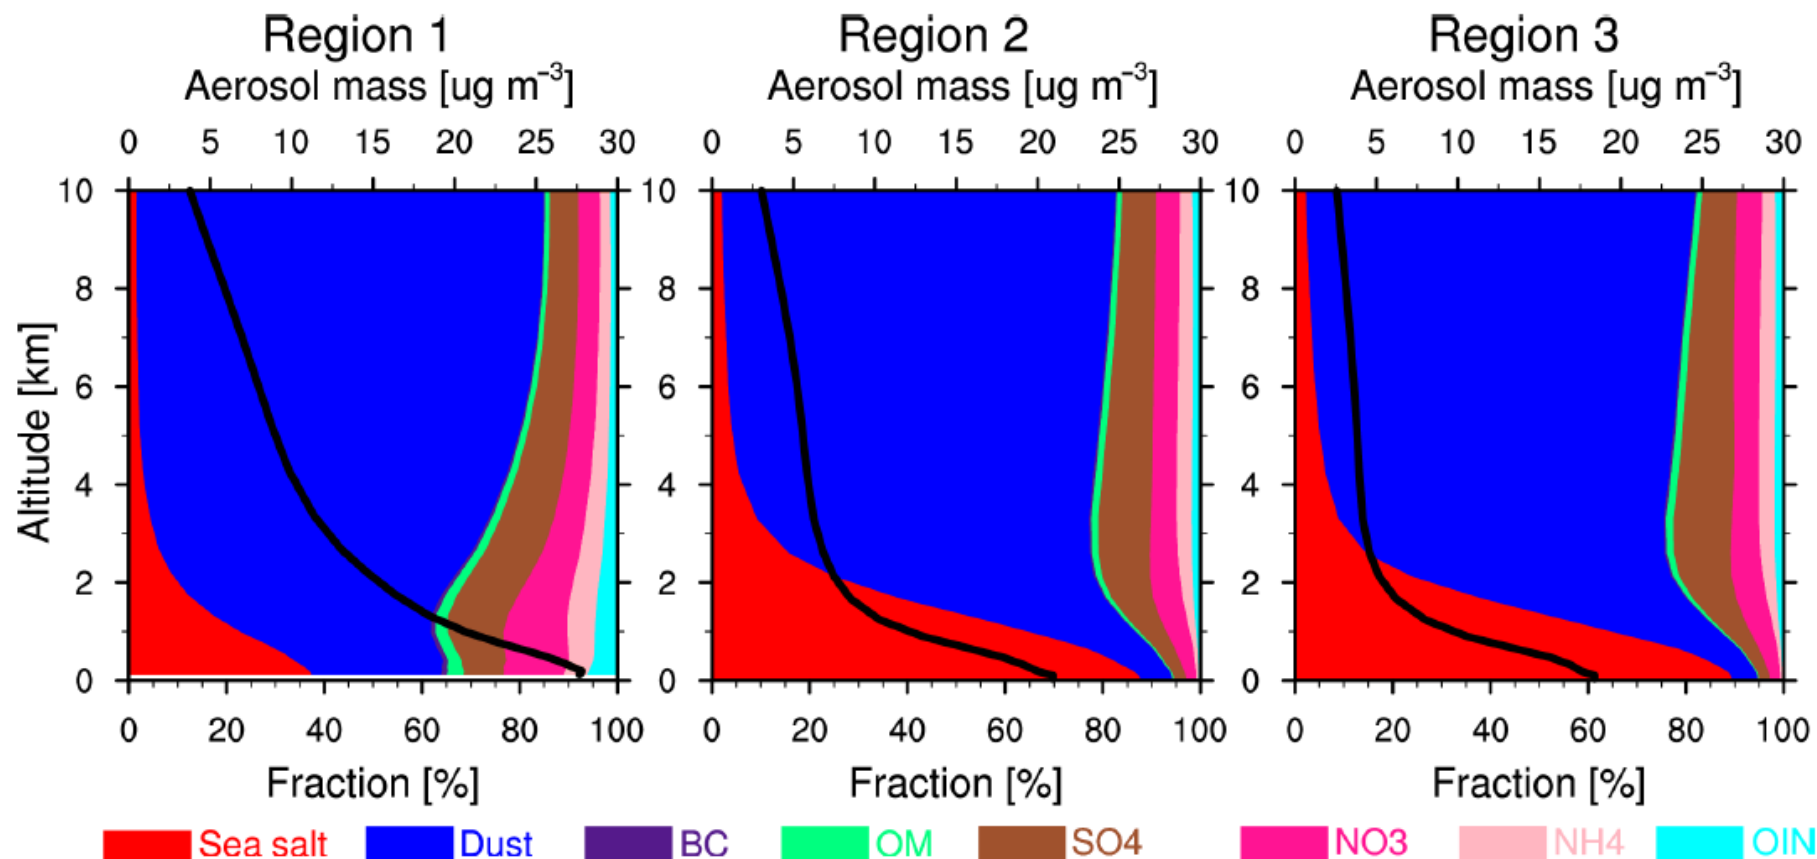 Region 1 Region 2 Region 3
Aerosol mass [ug m⁻³] Aerosol mass [ug m⁻³] Aerosol mass [ug m⁻³]
0 5 10 15 20 25 30 0 5 10 15 20 25 30 0 5 10 15 20 25 30
10 10 10
8 8 8
6 6 6
Altitude [km]
4 4 4
2 2 2
0 0 0
0 20 40 60 80 100 0 20 40 60 80 100 0 20 40 60 80 100
Fraction [%] Fraction [%] Fraction [%]
Sea salt Dust BC OM SO4 NO3 NH4 OIN